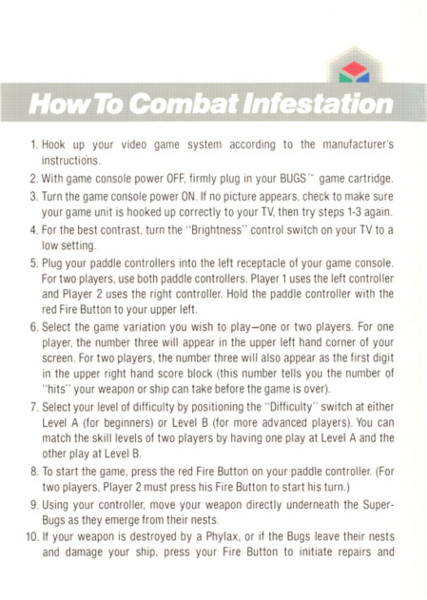 How To Combat Infestation
1. Hook up your video game system according to the manufacturer's
instructions.
2. With game console power OFF, firmly plug in your BUGS™ game cartridge.
3. Turn the game console power ON. If no picture appears, check to make sure
your game unit is hooked up correctly to your TV, then try steps 1-3 again.
4. For the best contrast, turn the "Brightness" control switch on your TV to a
low setting.
5. Plug your paddle controllers into the left receptacle of your game console.
For two players, use both paddle controllers. Player 1 uses the left controller
and Player 2 uses the right controller. Hold the paddle controller with the
red Fire Button to your upper left.
6. Select the game variation you wish to play—one or two players. For one
player, the number three will appear in the upper left hand corner of your
screen. For two players, the number three will also appear as the first digit
in the upper right hand score block (this number tells you the number of
"hits" your weapon or ship can take before the game is over).
7. Select your level of difficulty by positioning the "Difficulty" switch at either
Level A (for beginners) or Level B (for more advanced players). You can
match the skill levels of two players by having one play at Level A and the
other play at Level B.
8. To start the game, press the red Fire Button on your paddle controller. (For
two players, Player 2 must press his Fire Button to start his turn.)
9. Using your controller, move your weapon directly underneath the Super-
Bugs as they emerge from their nests.
10. If your weapon is destroyed by a Phylax, or if the Bugs leave their nests
and damage your ship, press your Fire Button to initiate repairs and